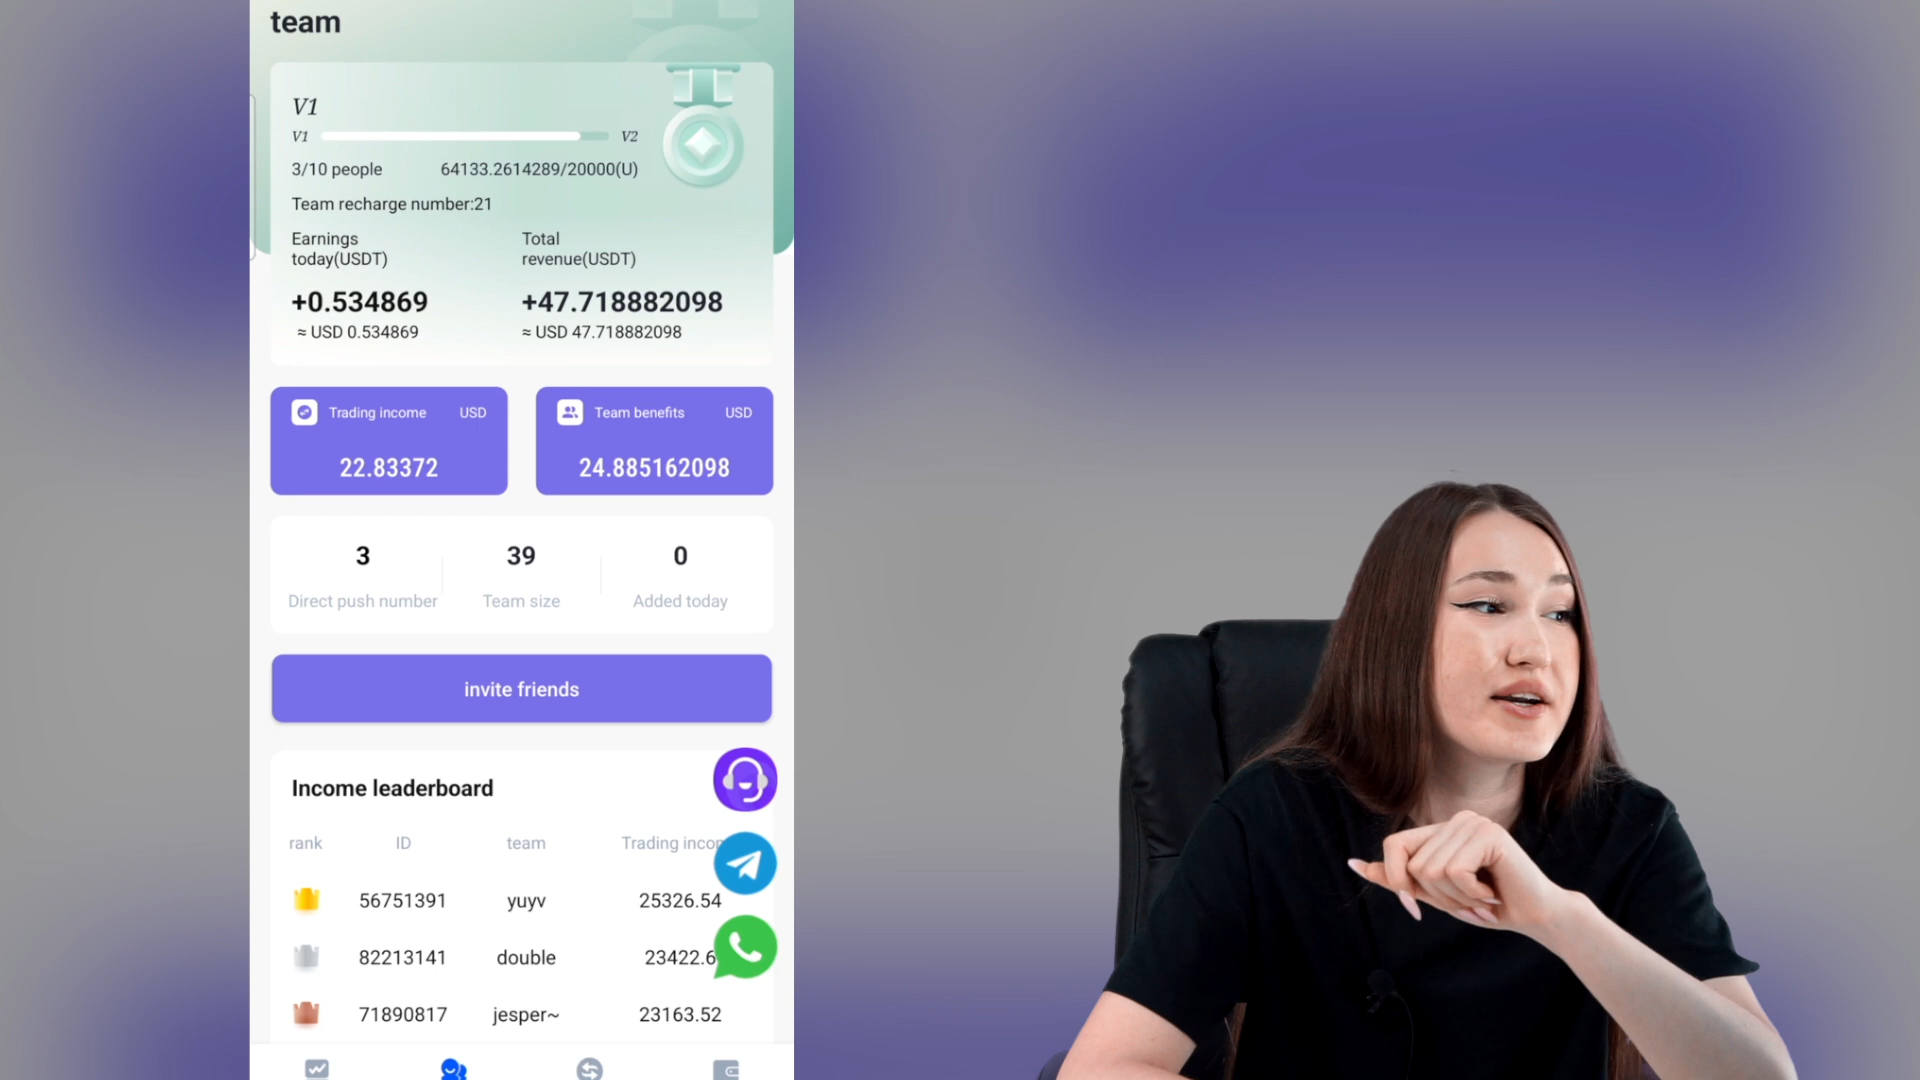 team
V1
V1 V2
3/10 people 64133.2614289/20000(U)
Team recharge number:21
Earnings today(USDT) Total revenue(USDT)
+0.534869 +47.718882098
≈ USD 0.534869 ≈ USD 47.718882098
Trading income USD Team benefits USD
22.83372 24.885162098
3 39 0
Direct push number Team size Added today
invite friends
Income leaderboard
rank ID team Trading
56751391 yuyv 25326.54
82213141 double 23422.6
71890817 jesper~ 23163.52